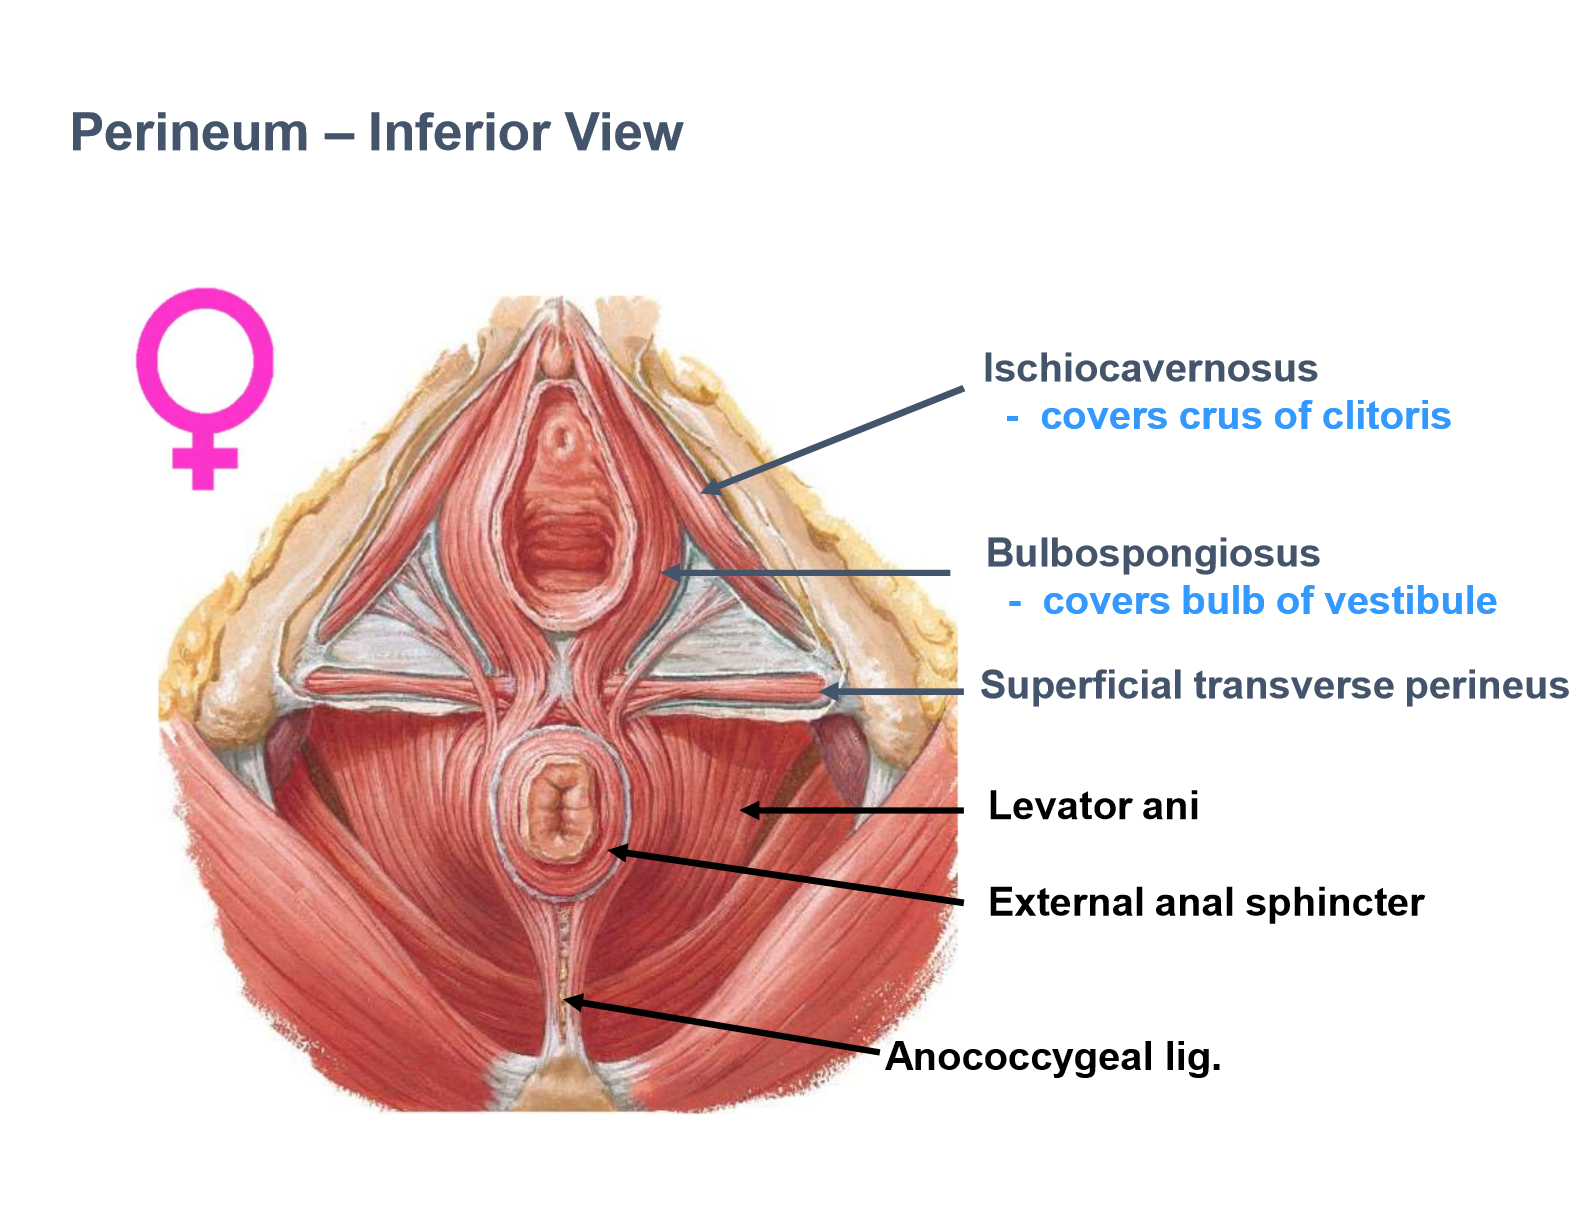 Perineum – Inferior View
Ischiocavernosus
- covers crus of clitoris
Bulbospongiosus
- covers bulb of vestibule
Superficial transverse perineus
Levator ani
External anal sphincter
Anococcygeal lig.